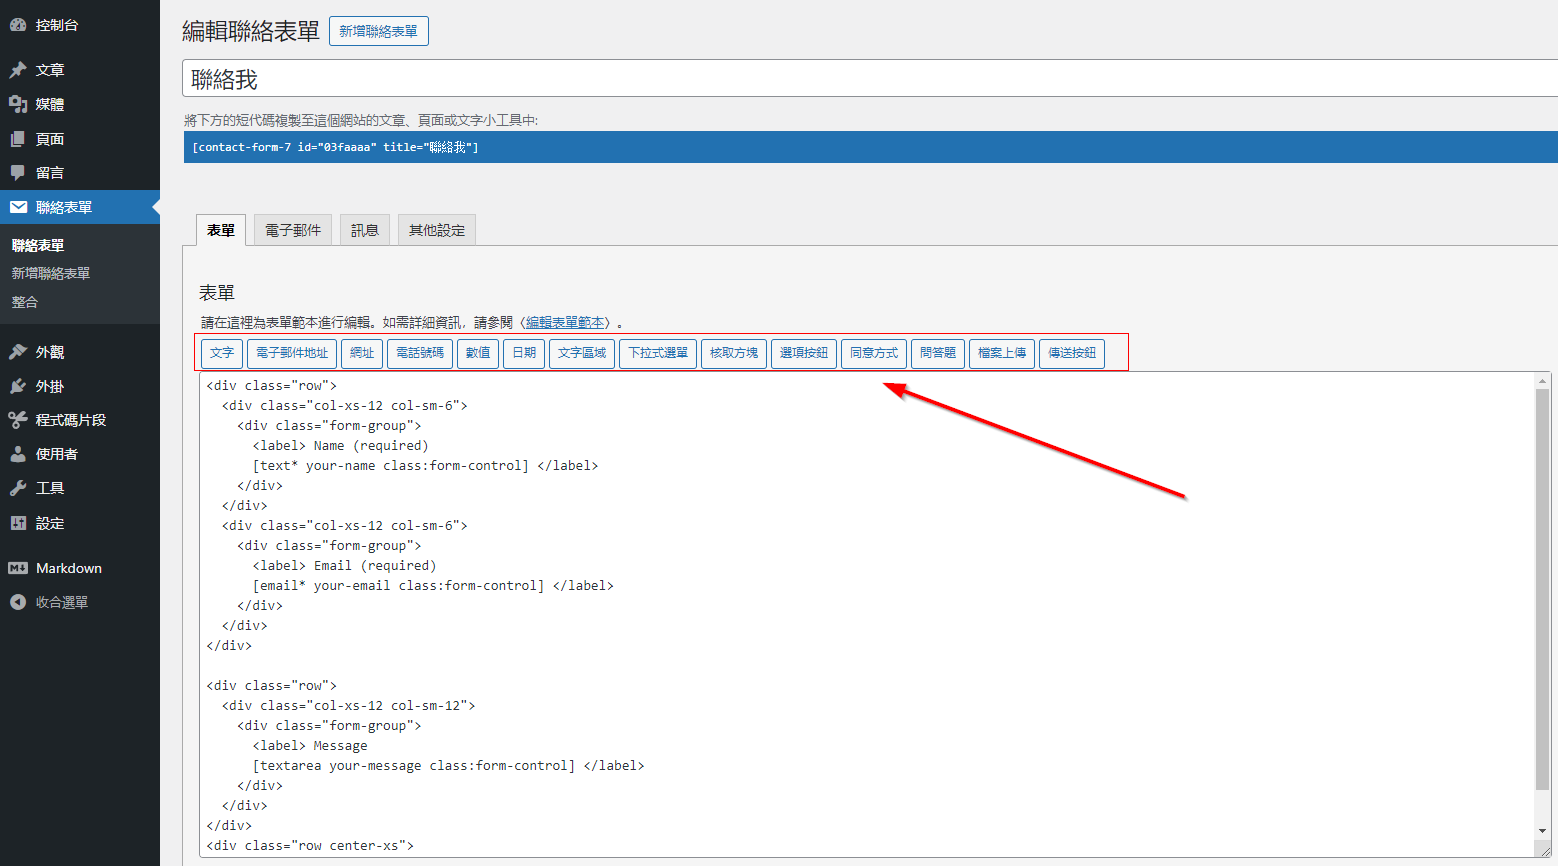 控制台
文章
媒體
頁面
留言
聯絡表單
聯絡表單
新增聯絡表單
整合
外觀
外掛
程式碼片段
使用者
工具
設定
Markdown
收合選單
編輯聯絡表單 新增聯絡表單
聯絡我
將下方的短代碼複製至這個網站的文章、頁面或文字小工具中:
[contact-form-7 id="03faaaa" title="聯絡我"]
表單 電子郵件 訊息 其他設定
表單
請在這裡為表單範本進行編輯。如需詳細資訊，請參閱〈編輯表單範本〉。
文字 電子郵件地址 網址 電話號碼 數值 日期 文字區域 下拉式選單 核取方塊 選項按鈕 同意方式 問答題 檔案上傳 傳送按鈕
<div class="row">
  <div class="col-xs-12 col-sm-6">
    <div class="form-group">
      <label> Name (required)
      [text* your-name class:form-control] </label>
    </div>
  </div>
  <div class="col-xs-12 col-sm-6">
    <div class="form-group">
      <label> Email (required)
      [email* your-email class:form-control] </label>
    </div>
  </div>
</div>
<div class="row">
  <div class="col-xs-12 col-sm-12">
    <div class="form-group">
      <label> Message
      [textarea your-message class:form-control] </label>
    </div>
  </div>
</div>
<div class="row center-xs">